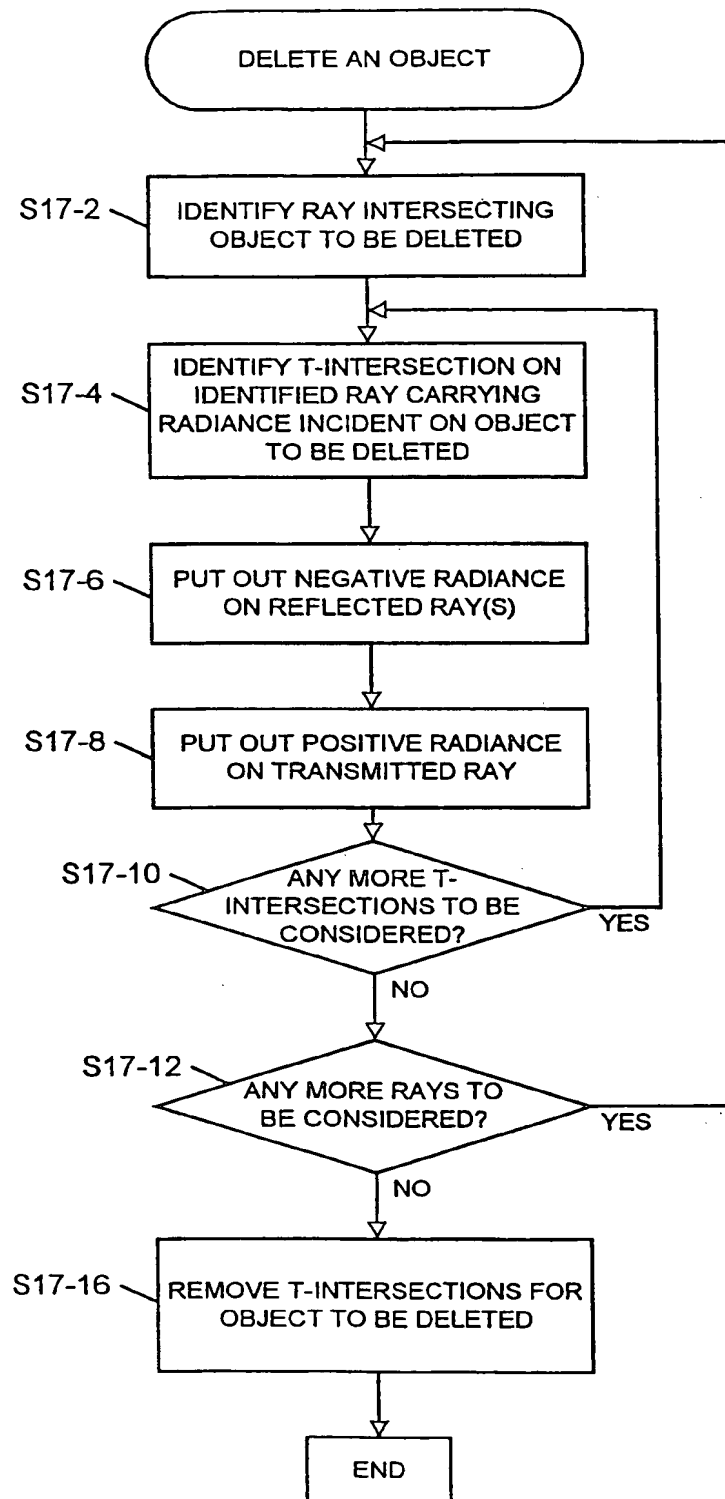 DELETE AN OBJECT
S17-2
IDENTIFY RAY INTERSECTING
OBJECT TO BE DELETED
S17-4
IDENTIFY T-INTERSECTION ON
IDENTIFIED RAY CARRYING
RADIANCE INCIDENT ON OBJECT
TO BE DELETED
S17-6
PUT OUT NEGATIVE RADIANCE
ON REFLECTED RAY(S)
S17-8
PUT OUT POSITIVE RADIANCE
ON TRANSMITTED RAY
S17-10
ANY MORE T-
INTERSECTIONS TO BE
CONSIDERED?
YES
NO
S17-12
ANY MORE RAYS TO
BE CONSIDERED?
YES
NO
S17-16
REMOVE T-INTERSECTIONS FOR
OBJECT TO BE DELETED
END